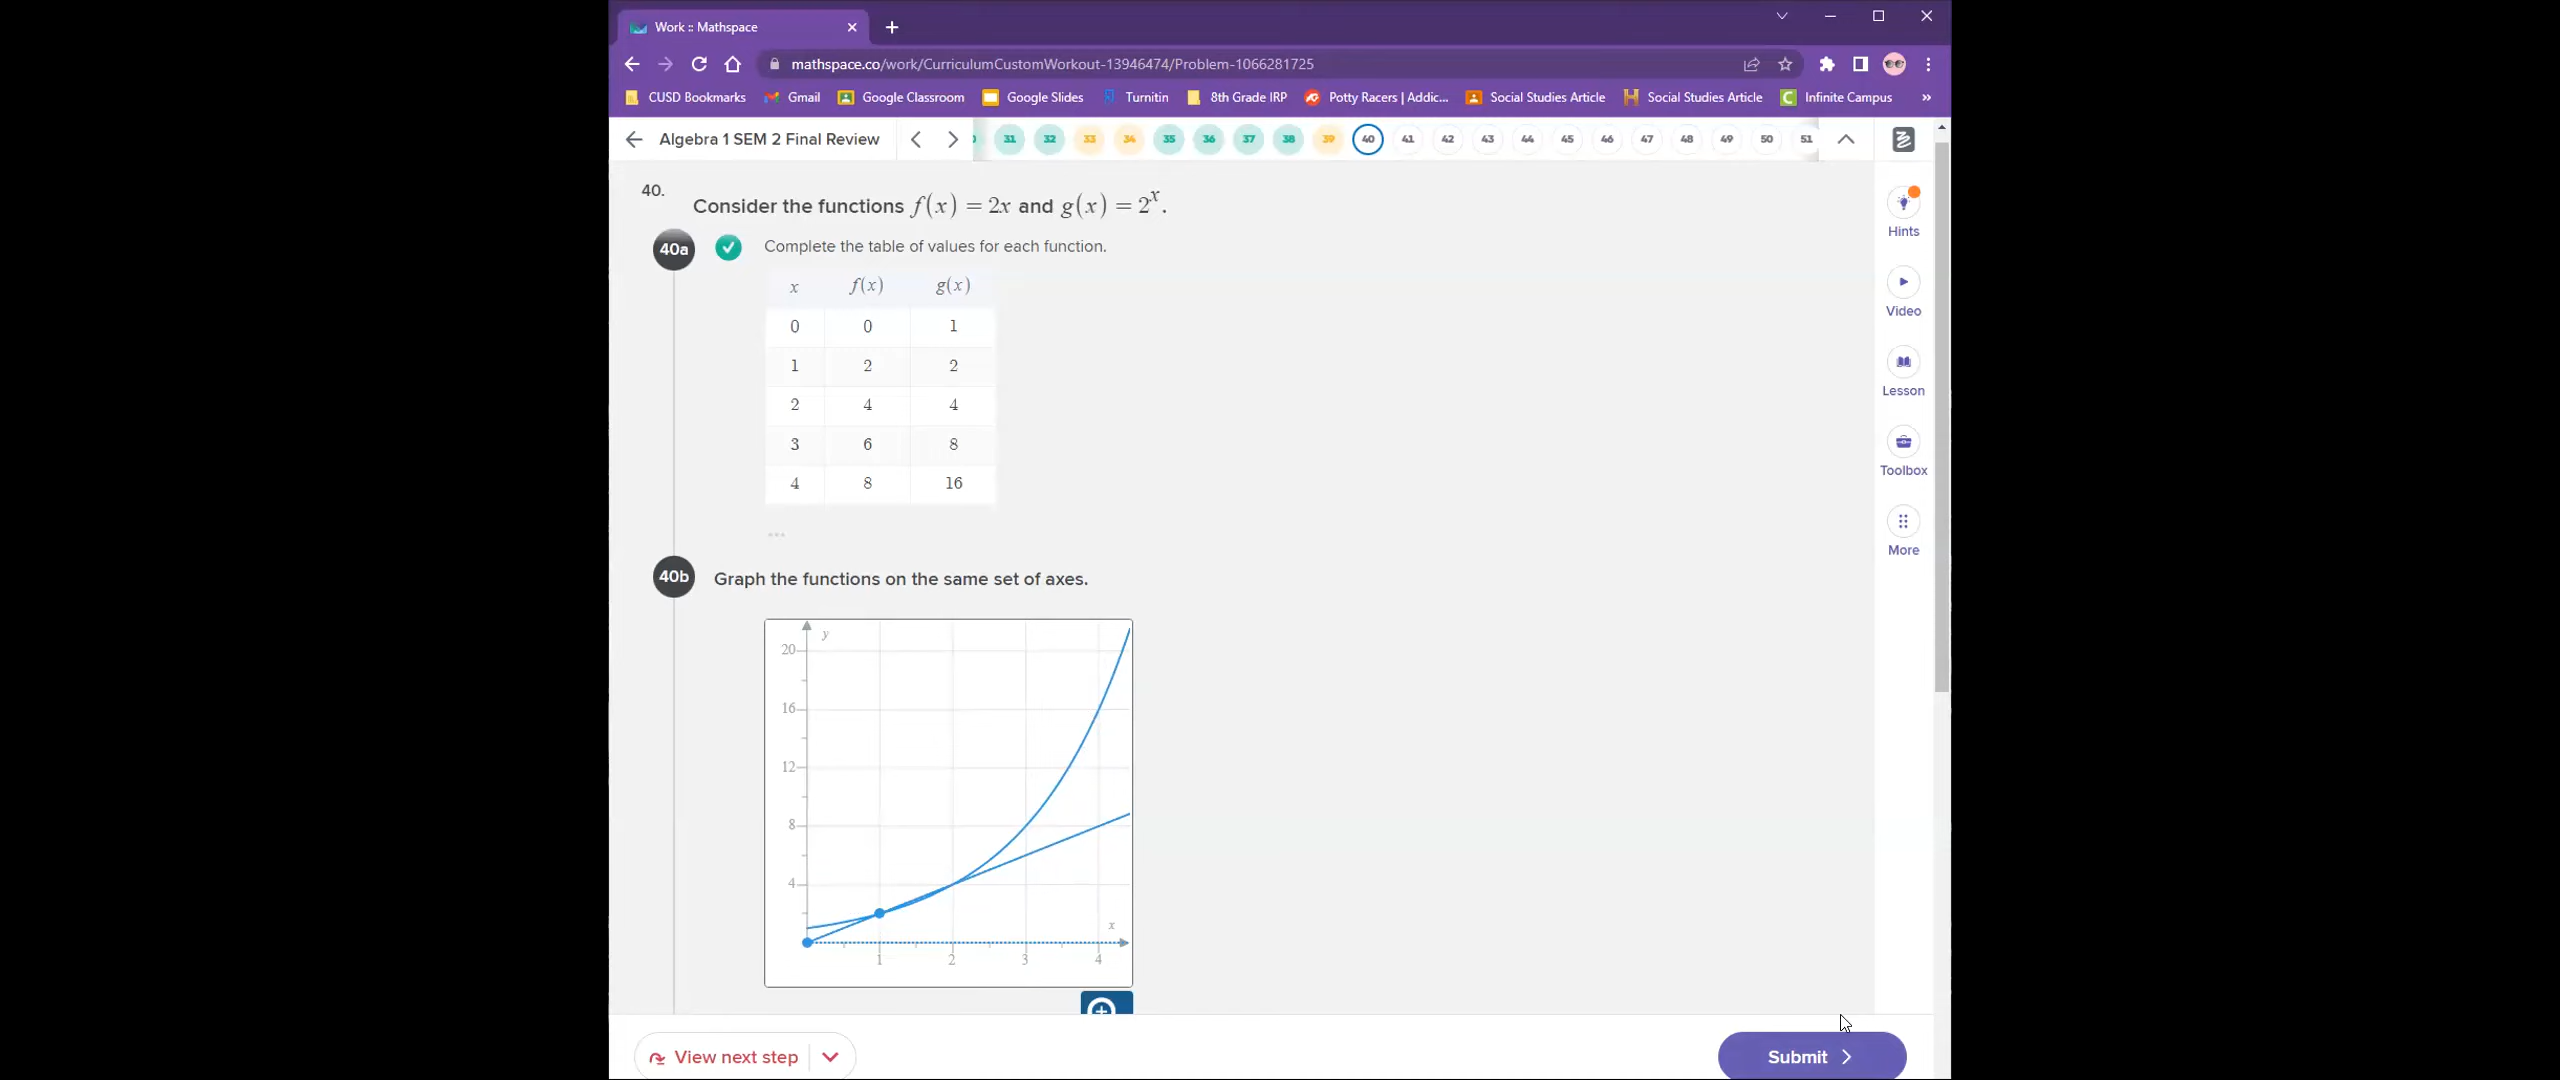 Work :: Mathspace
mathspace.co/work/CurriculumCustomWorkout-13946474/Problem-1066281725
CUSD Bookmarks Gmail Google Classroom Google Slides Turnitin 8th Grade IRP Potty Racers | Addic... Social Studies Article Social Studies Article Infinite Campus »
Algebra 1 SEM 2 Final Review 31 32 33 34 35 36 37 38 39 40 41 42 43 44 45 46 47 48 49 50 51
40.
Consider the functions f(x) = 2x and g(x) = 2^x.
40a Complete the table of values for each function.
x f(x) g(x)
0 0 1
1 2 2
2 4 4
3 6 8
4 8 16
...
40b Graph the functions on the same set of axes.
y
20
16
12
8
4
x
1 2 3 4
View next step
Submit
Hints
Video
Lesson
Toolbox
More